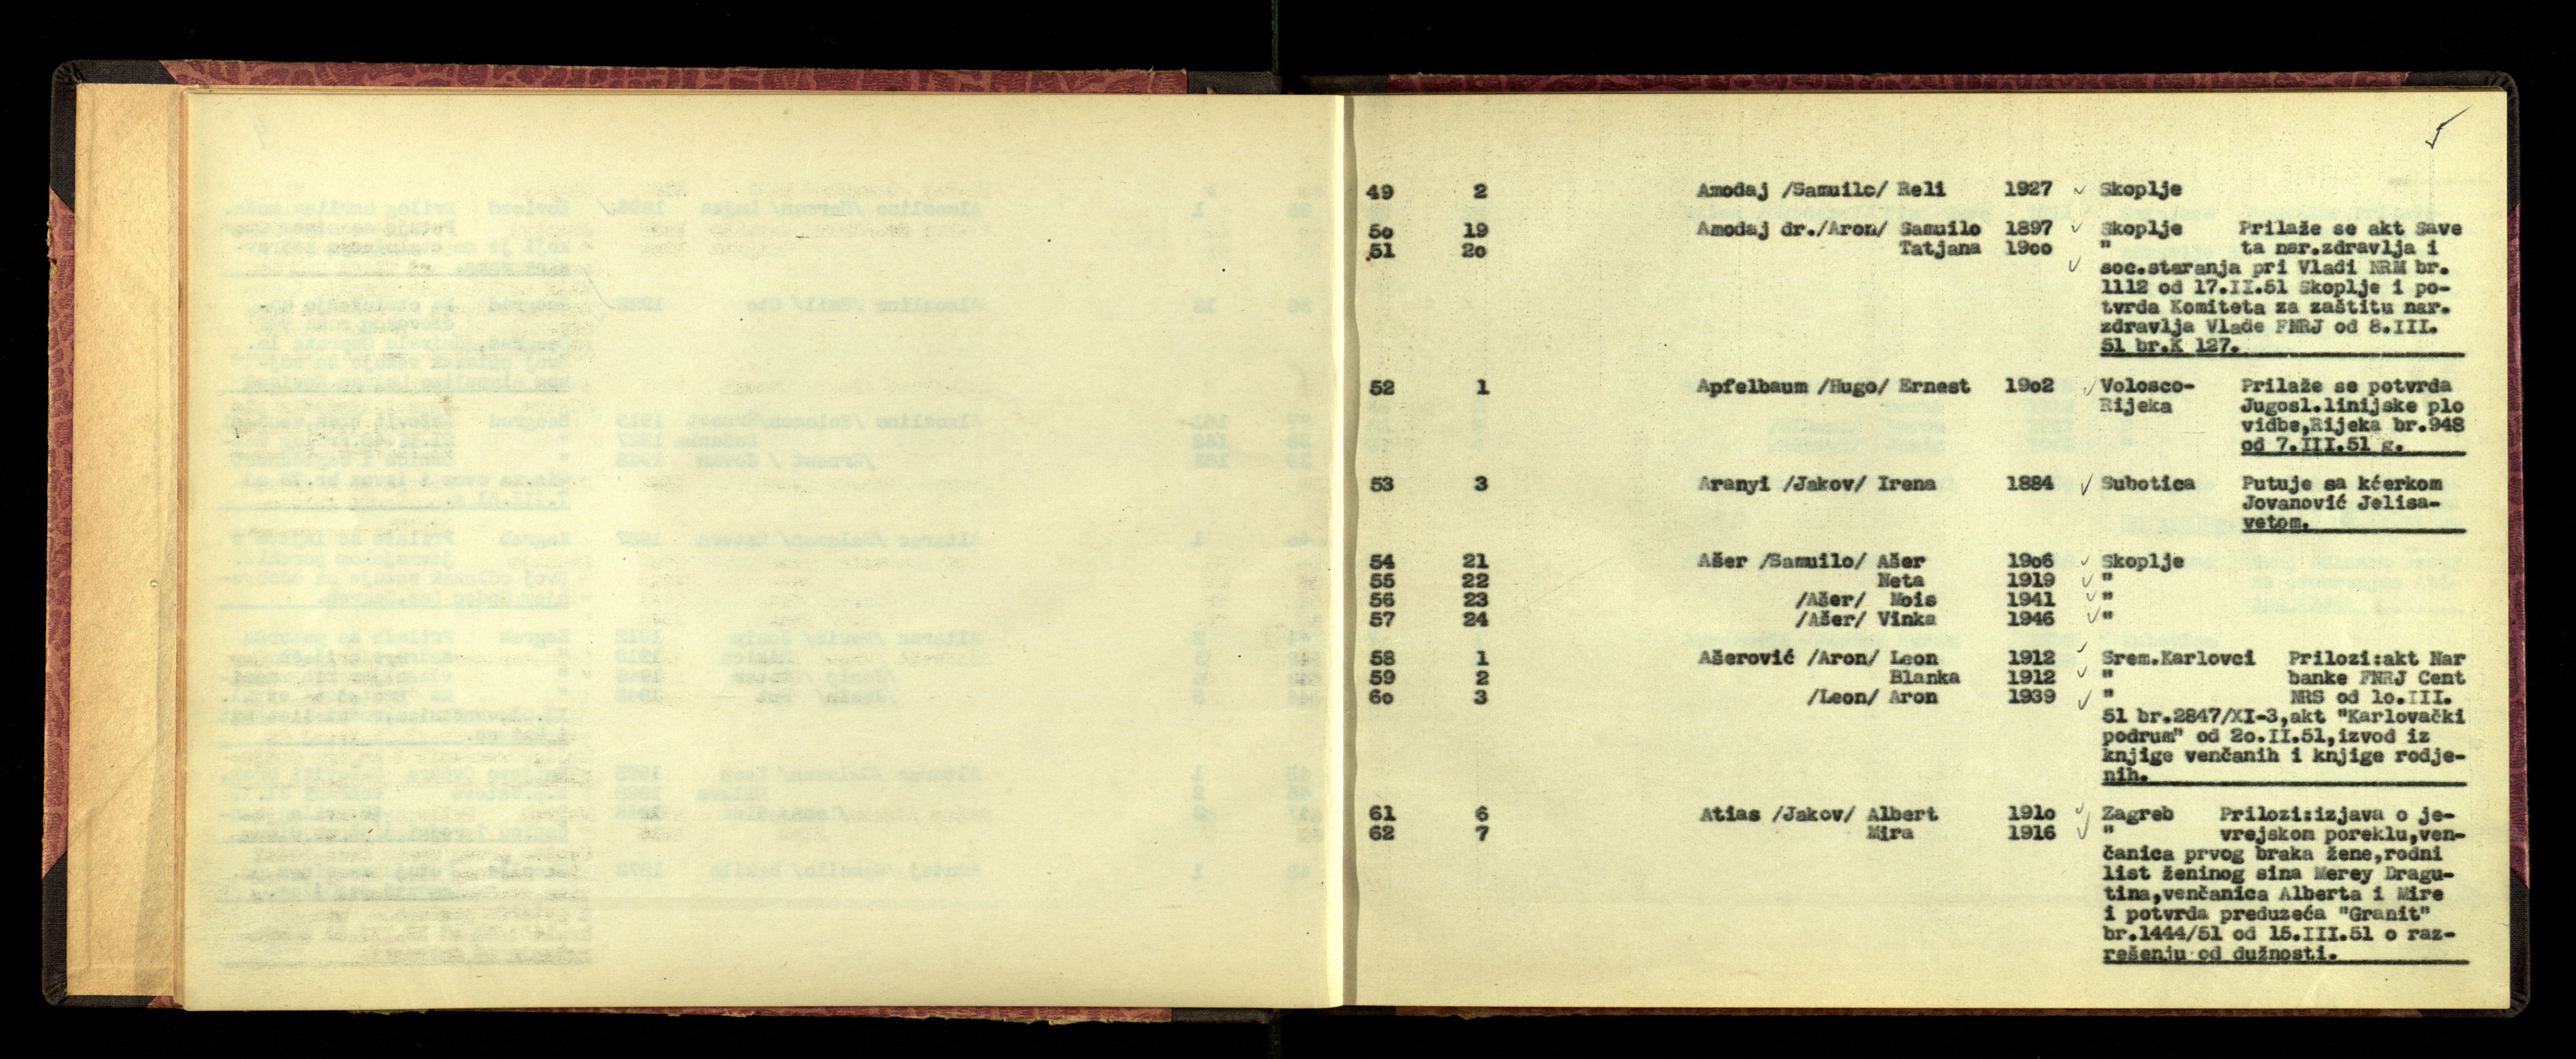 5
49 2 Amodaj /Samuilo/ Reli 1927 Skoplje
5o 19 Amodaj dr./Aron/ Samuilo 1897 Skoplje Prilaže se akt Save
51 2o Tatjana 19oo " ta nar.zdravlja i
soc.staranja pri Vladi NRM br.
1112 od 17.II.51 Skoplje i po-
tvrda Komiteta za zaštitu nar.
zdravlja Vlade FNRJ od 8.III.
51 br.K 127.
52 1 Apfelbaum /Hugo/ Ernest 19o2 Volosco- Prilaže se potvrda
Rijeka Jugosl.linijske plo
vidbe,Rijeka br.948
od 7.III.51 g.
53 3 Aranyi /Jakov/ Irena 1884 Subotica Putuje sa kćerkom
Jovanović Jelisa-
vetom.
54 21 Ašer /Samuilo/ Ašer 19o6 Skoplje
55 22 Neta 1919 "
56 23 /Ašer/ Mois 1941 "
57 24 /Ašer/ Vinka 1946 "
58 1 Ašerović /Aron/ Leon 1912 Srem.Karlovci Prilozi:akt Nar
59 2 Blanka 1912 " banke FNRJ Cent
6o 3 /Leon/ Aron 1939 " NRS od 1o.III.
51 br.2847/XI-3,akt "Karlovački
podrum" od 2o.II.51,izvod iz
knjige venčanih i knjige rodje-
nih.
61 6 Atias /Jakov/ Albert 191o Zagreb Prilozi:izjava o je-
62 7 Mira 1916 " vrejskom poreklu,ven-
čanica prvog braka žene,rodni
list ženinog sina Merey Dragu-
tina,venčanica Alberta i Mire
i potvrda preduzeća "Granit"
br.1444/51 od 15.III.51 o raz-
rešenju od dužnosti.